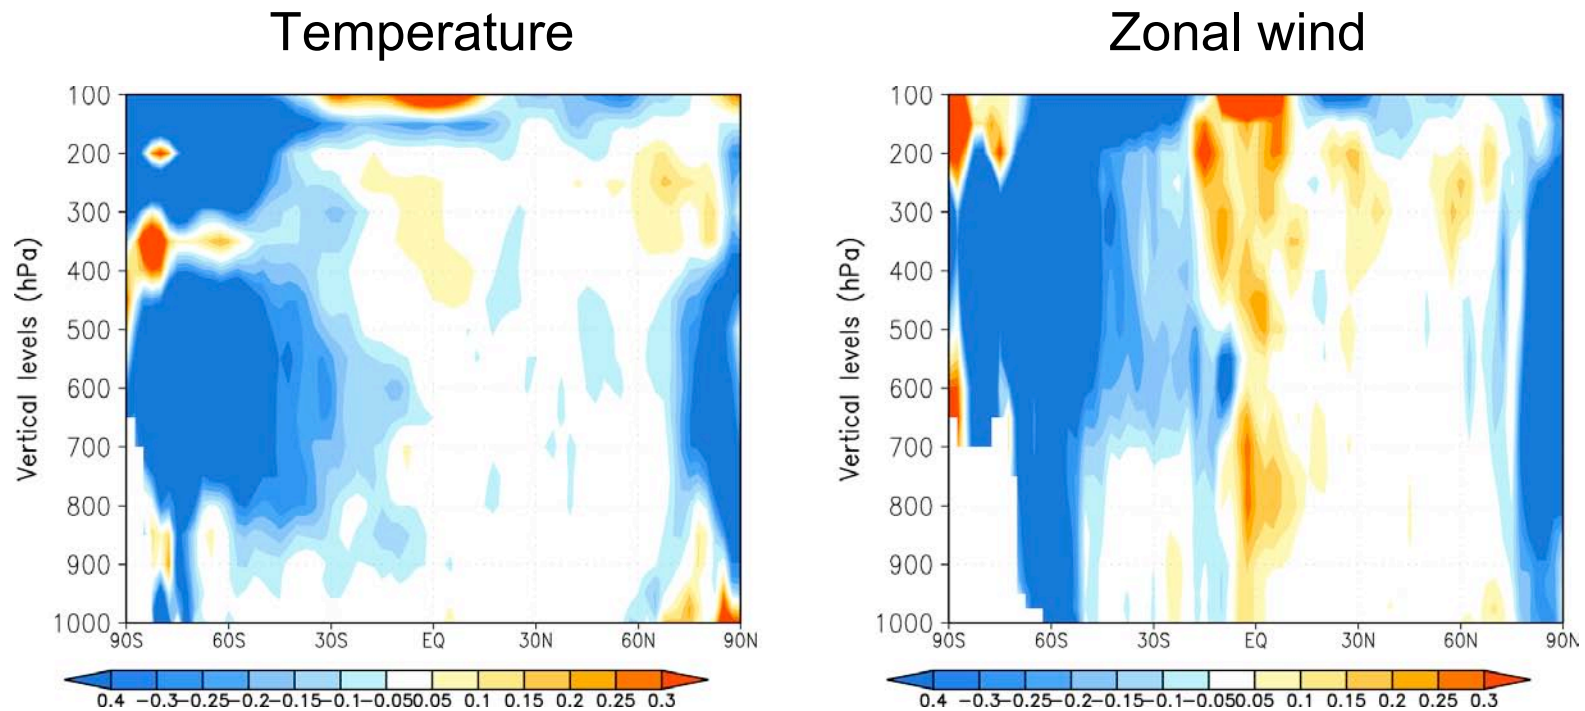 Temperature
Zonal wind
Vertical levels (hPa)
100
200
300
400
500
600
700
800
900
1000
90S
60S
30S
EQ
30N
60N
90N
0.4 -0.3-0.25-0.2-0.15-0.1-0.050.05 0.1 0.15 0.2 0.25 0.3
Vertical levels (hPa)
100
200
300
400
500
600
700
800
900
1000
90S
60S
30S
EQ
30N
60N
90N
0.4 -0.3-0.25-0.2-0.15-0.1-0.050.05 0.1 0.15 0.2 0.25 0.3